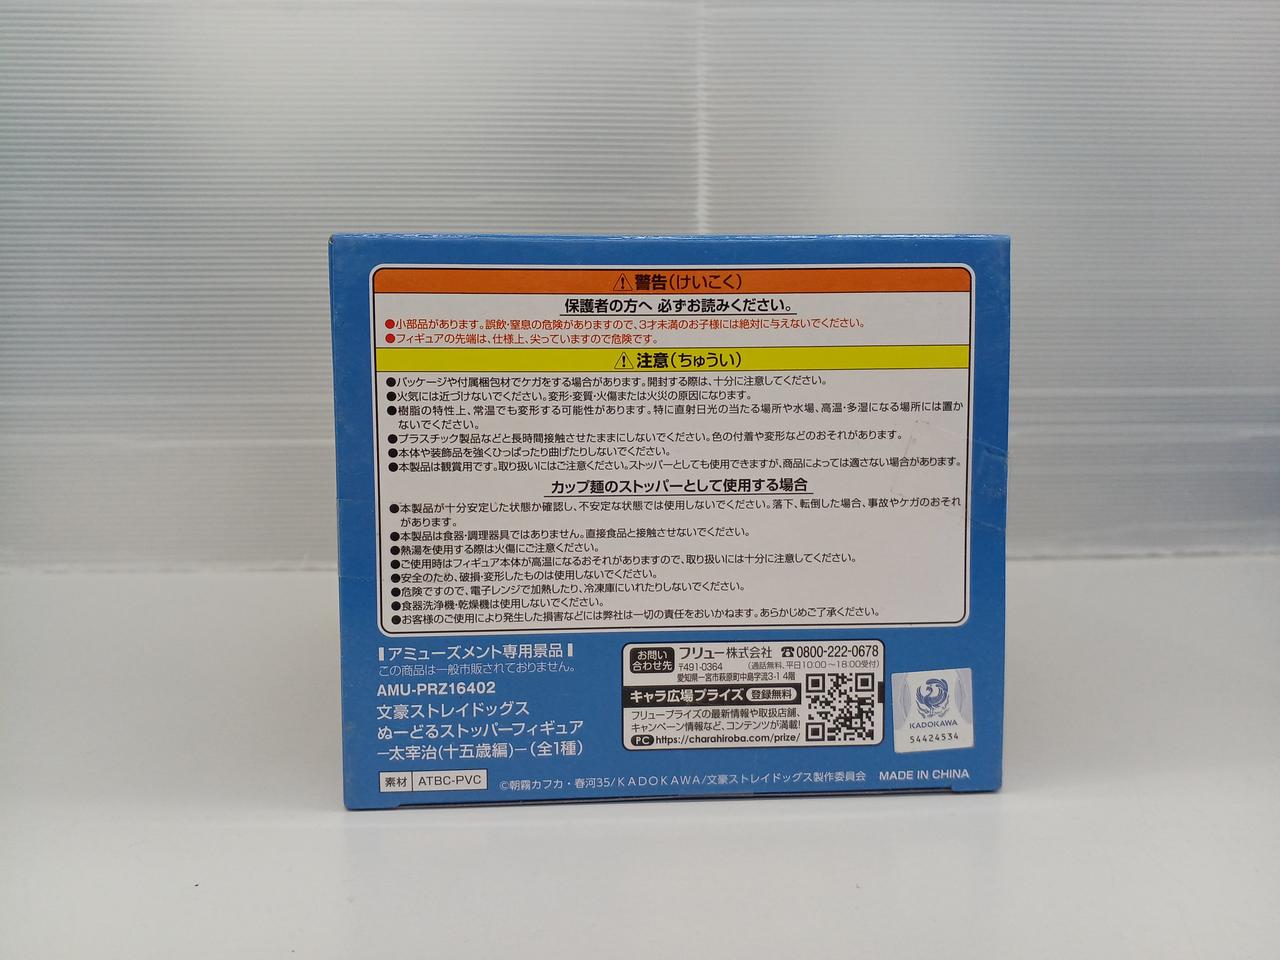 ⚠警告(けいこく)
保護者の方へ 必ずお読みください。
●小部品があります。誤飲・窒息の危険がありますので、3才未満のお子様には絶対に与えないでください。
●フィギュアの先端は、仕様上、尖っていますので危険です。
⚠注意(ちゅうい)
●パッケージや付属梱包材でケガをする場合があります。開封する際は、十分に注意してください。
●火気には近づけないでください。変形・変質・火傷または火災の原因になります。
●樹脂の特性上、常温でも変形する可能性があります。特に直射日光の当たる場所や水場、高温・多湿になる場所には置か
ないでください。
●プラスチック製品などと長時間接触させたままにしないでください。色の付着や変形などのおそれがあります。
●本体や装飾品を強くひっぱったり曲げたりしないでください。
●本製品は観賞用です。取り扱いにはご注意ください。ストッパーとしても使用できますが、商品によっては適さない場合があります。
カップ麺のストッパーとして使用する場合
●本製品が十分安定した状態か確認し、不安定な状態では使用しないでください。落下、転倒した場合、事故やケガのおそれ
があります。
●本製品は食器・調理器具ではありません。直接食品と接触させないでください。
●熱湯を使用する際は火傷にご注意ください。
●ご使用時はフィギュア本体が高温になるおそれがありますので、取り扱いには十分に注意してください。
●安全のため、破損・変形したものは使用しないでください。
●危険ですので、電子レンジで加熱したり、冷凍庫にいれたりしないでください。
●食器洗浄機・乾燥機は使用しないでください。
●お客様のご使用により発生した損害などには弊社は一切の責任をおいかねます。あらかじめご了承ください。
アミューズメント専用景品
この商品は一般市販されておりません。
AMU-PRZ16402
文豪ストレイドッグス
ぬーどるストッパーフィギュア
ー太宰治(十五歳編)ー(全1種)
素材 ATBC-PVC
お問い合わせ先
フリュー株式会社 ☎0800-222-0678
〒491-0364 (通話無料、平日10:00〜18:00受付)
愛知県一宮市萩原町中島字流3-1 4階
キャラ広場プライズ 登録無料
フリュープライズの最新情報や取扱店舗、
キャンペーン情報など、コンテンツが満載!
PC https://charahiroba.com/prize/
KADOKAWA
54424534
©朝霧カフカ・春河35/KADOKAWA/文豪ストレイドッグス製作委員会
MADE IN CHINA